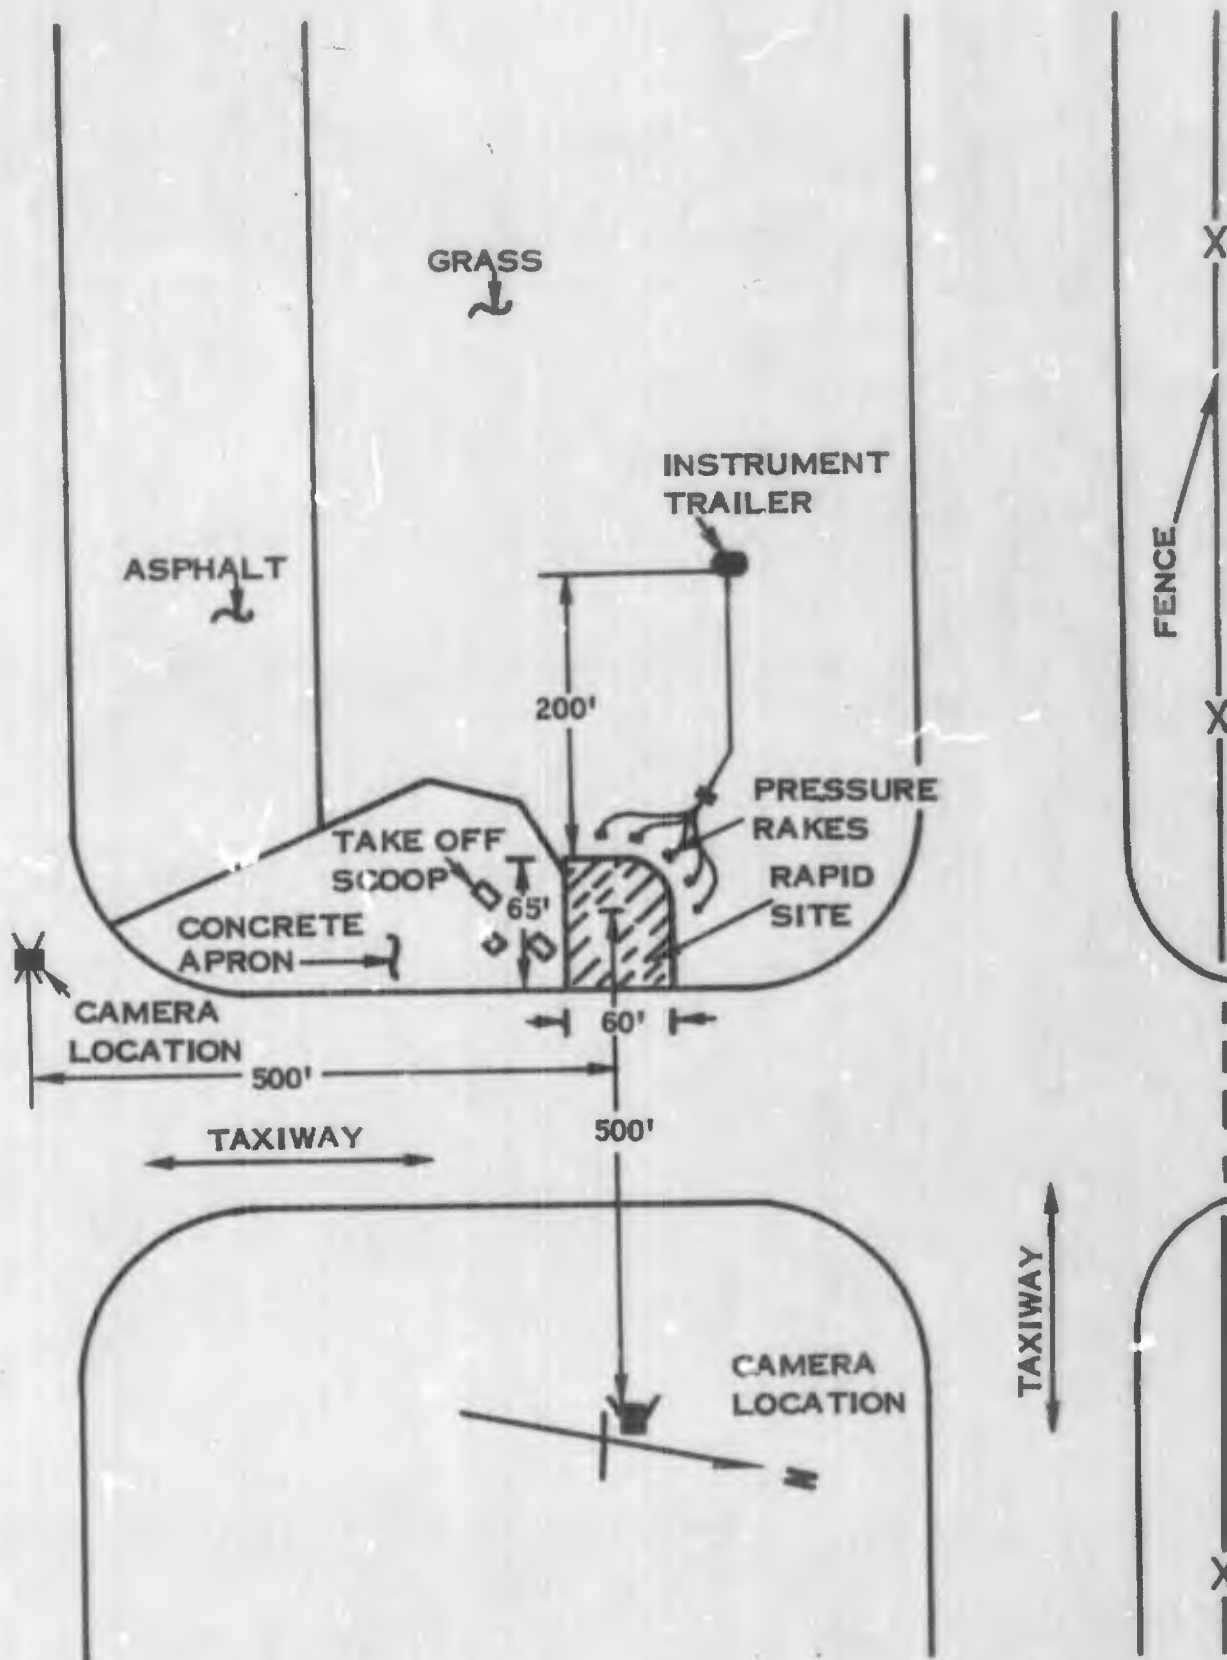 GRASS
INSTRUMENT
TRAILER
ASPHALT
FENCE
200'
PRESSURE
RAKES
TAKE OFF
SCOOP
65'
RAPID
SITE
CONCRETE
APRON
CAMERA
LOCATION
60'
500'
500'
TAXIWAY
TAXIWAY
CAMERA
LOCATION
N
X
X
X